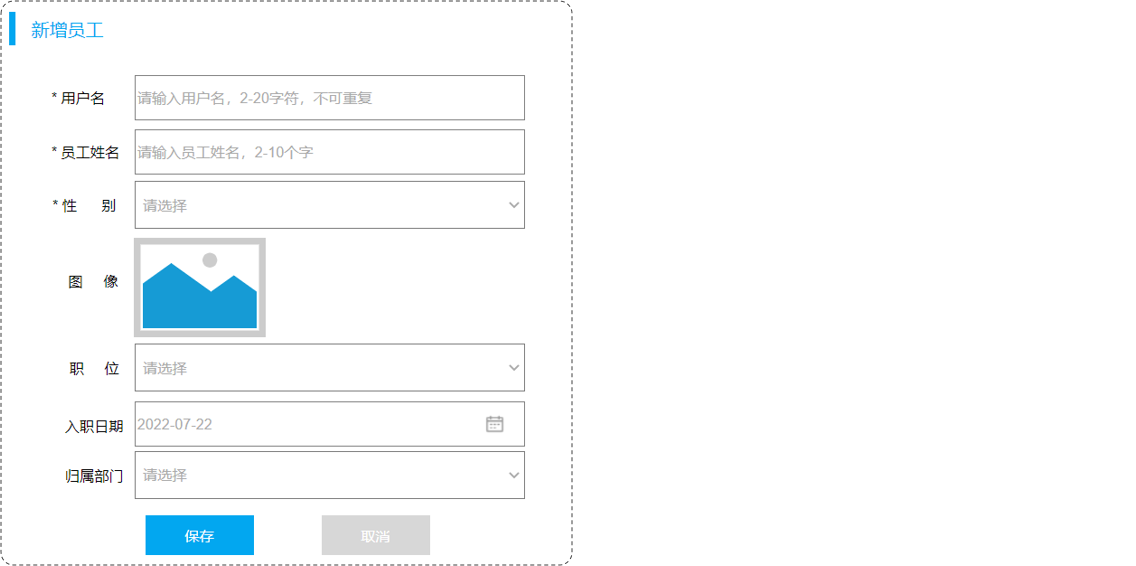 新增员工
* 用户名 请输入用户名，2-20字符，不可重复
* 员工姓名 请输入员工姓名，2-10个字
* 性 别 请选择
图 像
职 位 请选择
入职日期 2022-07-22
归属部门 请选择
保存 取消